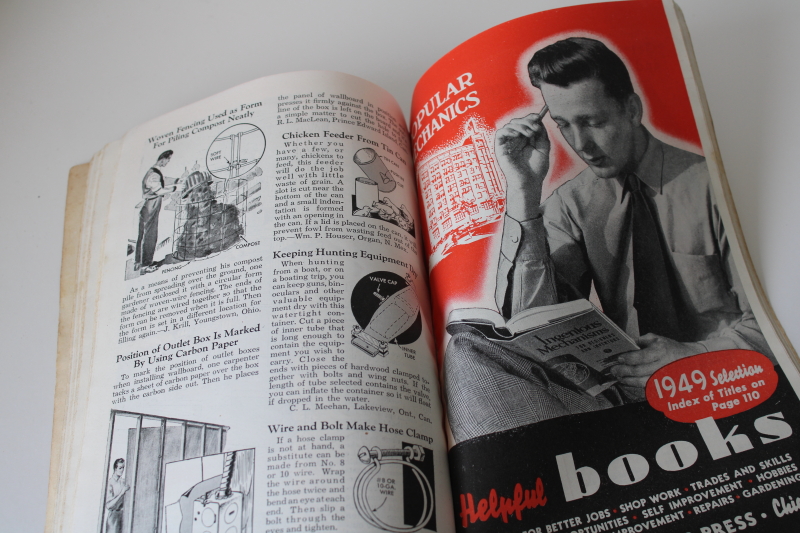 Woven Fencing Used as Form
For Piling Compost Neatly
SOFT
WIRE
COMPOST
FENCING
As a means of preventing his compost
pile from spreading over the ground, one
gardener enclosed it with a circular form
made of woven-wire fencing. The ends of
the fencing are wired together so that the
form can be removed when it is full. Then
the form is set in a different location for
filling again.—J. Krill, Youngstown, Ohio.
Position of Outlet Box Is Marked
By Using Carbon Paper
To mark the position of outlet boxes
when installing wallboard, one carpenter
tacks a sheet of carbon paper over the box
with the carbon side out. Then he places
the panel of wallboard in
presses it firmly against the
line of the box is left on the
a simple matter to cut the
R. L. MacLean, Prince Edward
Chicken Feeder From Tin Can
Whether you
have a few, or
many, chickens to
feed, this feeder
will do the job
well with little
waste of grain. A
slot is cut near the
bottom of the can
and a small inden-
tation is formed
with an opening in
the can. If a lid is placed on the can, it
prevent fowl from wasting feed out
top.—Wm. P. Houser, Organ, N. Mex.
Keeping Hunting Equipment
When hunting
from a boat, or on
a boating trip, you
can keep guns, bin-
oculars and other
valuable equip-
ment dry with this
watertight con-
tainer. Cut a piece
of inner tube that
is long enough to
contain the equip-
ment you wish to
carry. Close the
ends with pieces of hardwood clamped to-
gether with bolts and wing nuts. If the
length of tube selected contains the valve,
you can inflate the container so it will float
if dropped in the water.
C. L. Meehan, Lakeview, Ont., Can.
VALVE CAP
INNER
TUBE
Wire and Bolt Make Hose Clamp
If a hose clamp
is not at hand, a
substitute can be
made from No. 8
or 10 wire. Wrap
the wire around
the hose twice and
bend an eye at each
end. Then slip a
bolt through the
eyes and tighten.
8 OR
10-GA.
WIRE
OPULAR
CHANICS
Ingenious
Mechanisms
1949 Selection
Index of Titles on
Page 110
Helpful books
FOR BETTER JOBS • SHOP WORK • TRADES AND SKILLS
OPPORTUNITIES • SELF IMPROVEMENT • HOBBIES
IMPROVEMENT • REPAIRS • GARDENING
PRESS • Chic